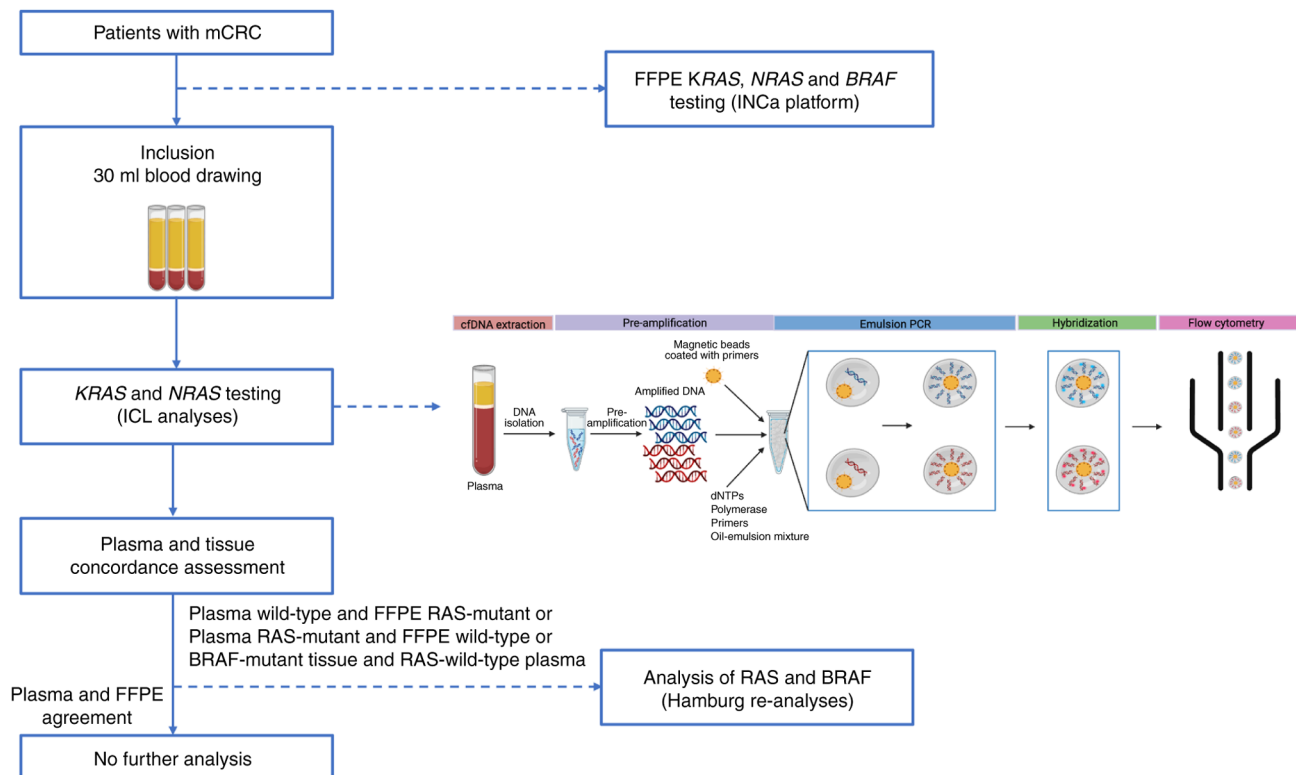 Patients with mCRC
FFPE KRAS, NRAS and BRAF
testing (INCa platform)
Inclusion
30 ml blood drawing
KRAS and NRAS testing
(ICL analyses)
cfDNA extraction
Pre-amplification
Emulsion PCR
Hybridization
Flow cytometry
Magnetic beads
coated with primers
Amplified DNA
DNA
isolation
Pre-
amplification
Plasma
dNTPs
Polymerase
Primers
Oil-emulsion mixture
Plasma and tissue
concordance assessment
Plasma wild-type and FFPE RAS-mutant or
Plasma RAS-mutant and FFPE wild-type or
BRAF-mutant tissue and RAS-wild-type plasma
Analysis of RAS and BRAF
(Hamburg re-analyses)
Plasma and FFPE
agreement
No further analysis